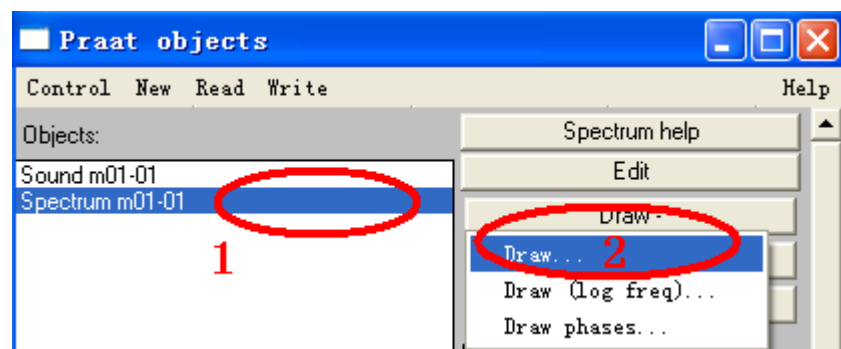 Praat objects
Control New Read Write Help
Objects:
Spectrum help
Sound m01-01
Edit
Spectrum m01-01
Draw -
1
Draw... 2
Draw (log freq)...
Draw phases...